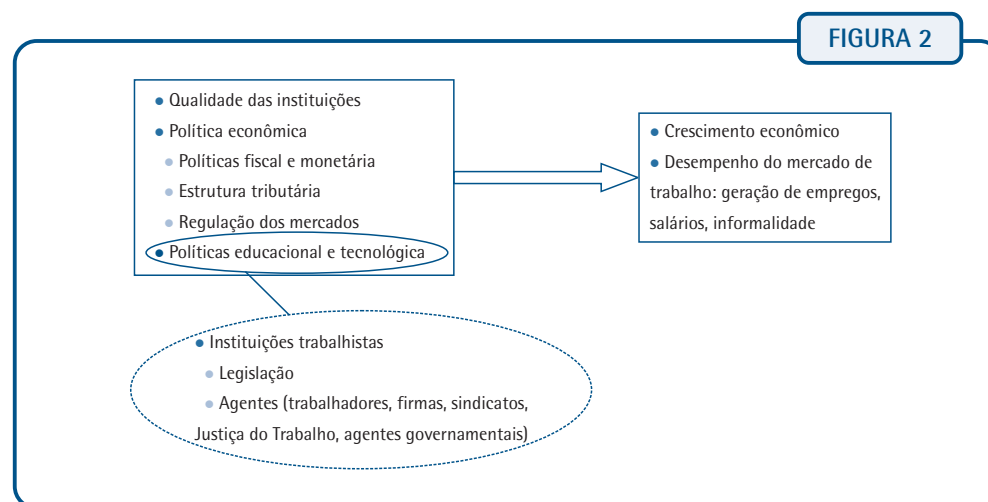 FIGURA 2
• Qualidade das instituições
• Política econômica
• Políticas fiscal e monetária
• Estrutura tributária
• Regulação dos mercados
• Políticas educacional e tecnológica
• Crescimento econômico
• Desempenho do mercado de
trabalho: geração de empregos,
salários, informalidade
• Instituições trabalhistas
• Legislação
• Agentes (trabalhadores, firmas, sindicatos,
Justiça do Trabalho, agentes governamentais)